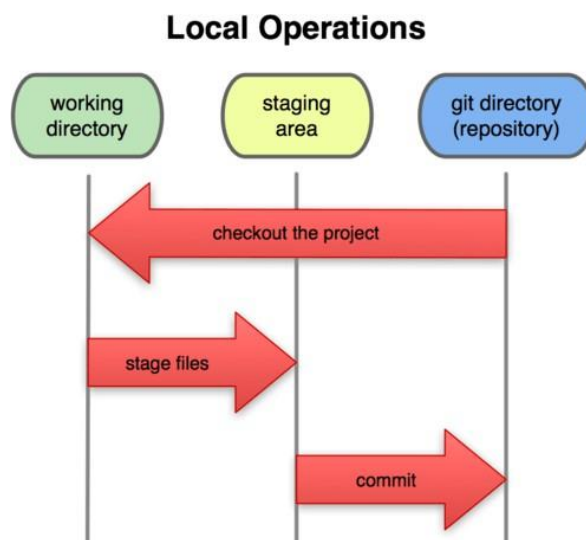 Local Operations
working
directory
staging
area
git directory
(repository)
checkout the project
stage files
commit